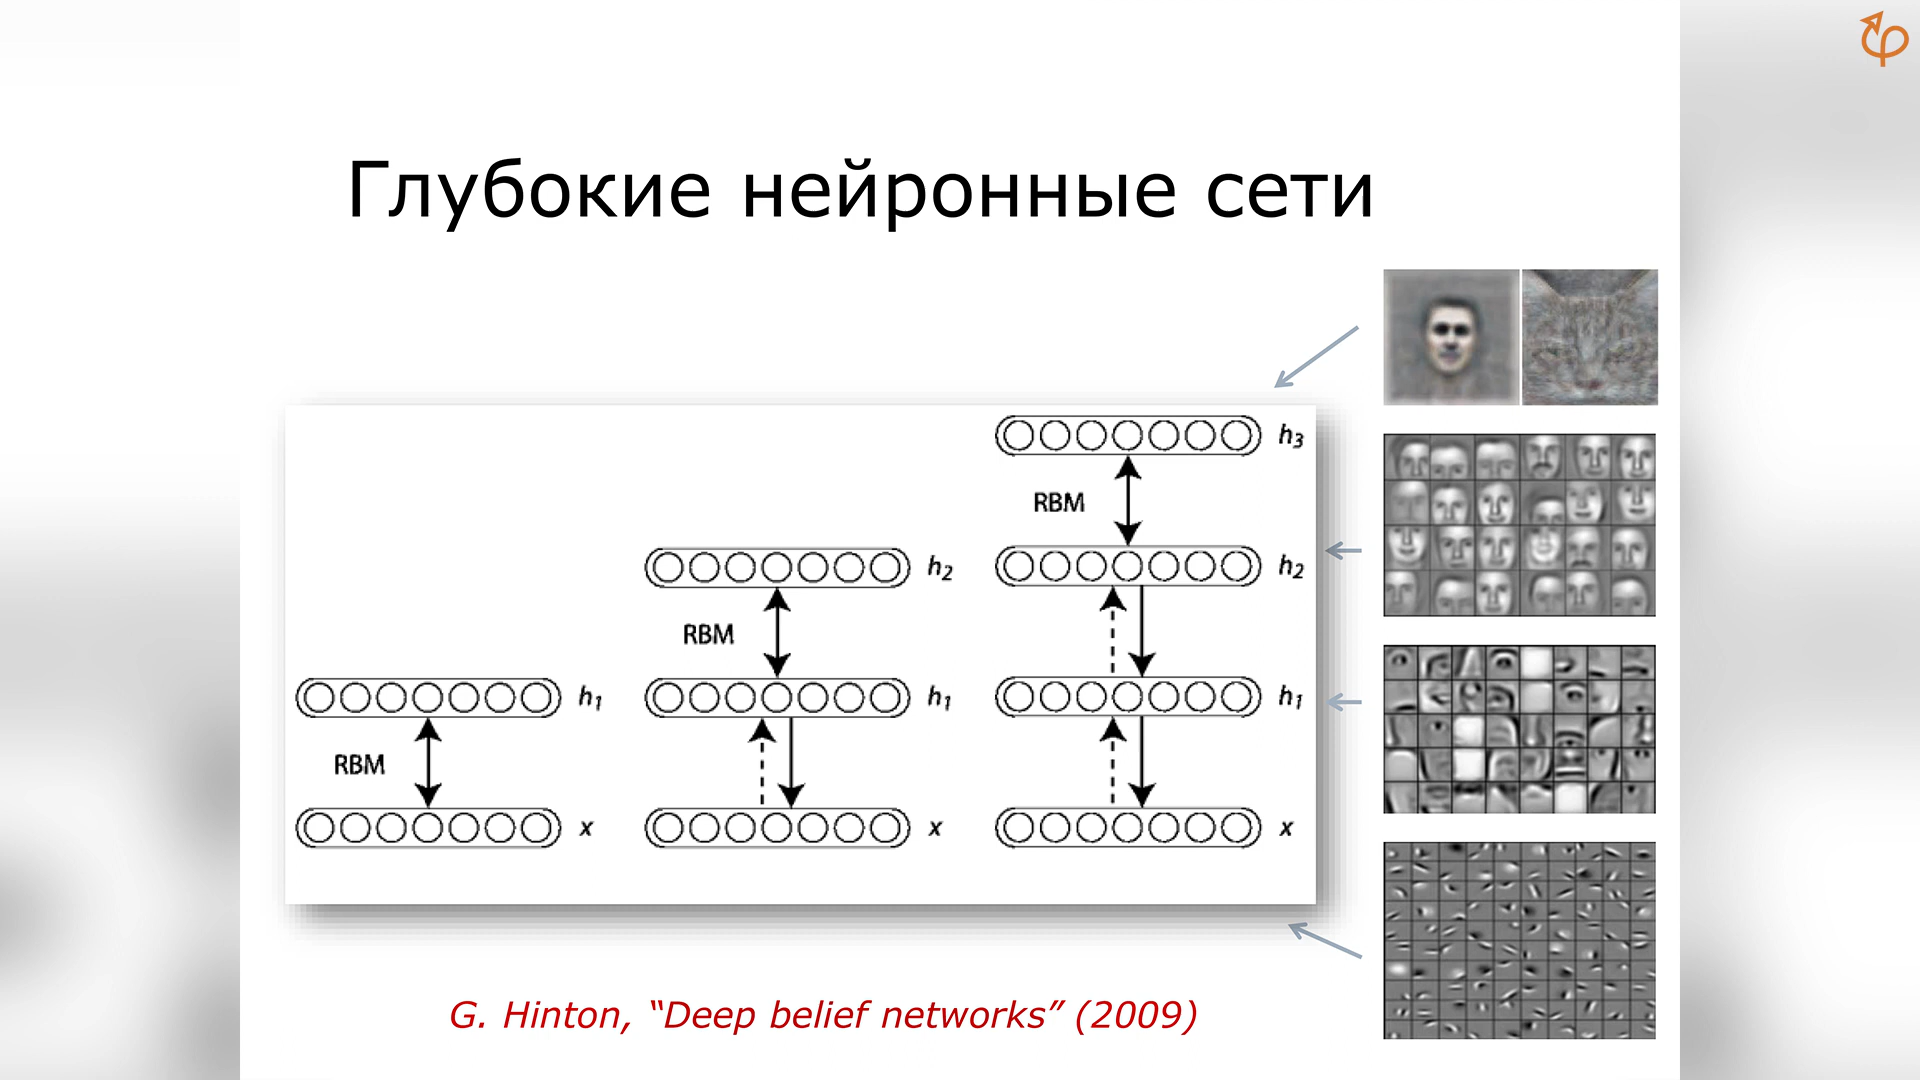 Глубокие нейронные сети
h3
RBM
h2
h2
RBM
h1
h1
h1
RBM
x
x
x
G. Hinton, “Deep belief networks” (2009)